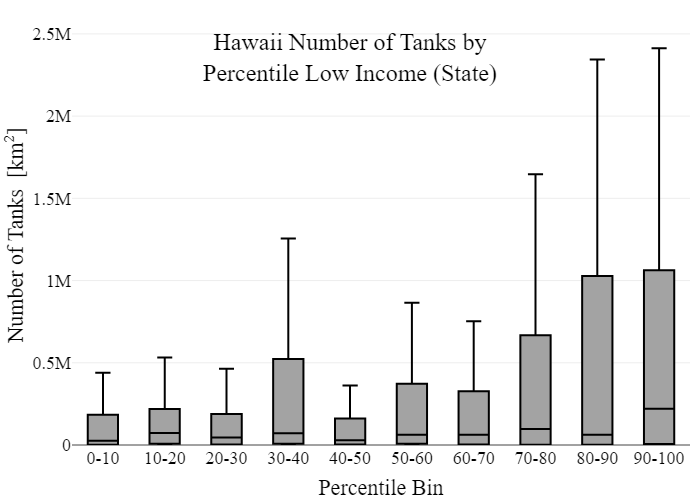 Hawaii Number of Tanks by
Percentile Low Income (State)
Number of Tanks [km²]
2.5M
2M
1.5M
1M
0.5M
0
0-10 10-20 20-30 30-40 40-50 50-60 60-70 70-80 80-90 90-100
Percentile Bin